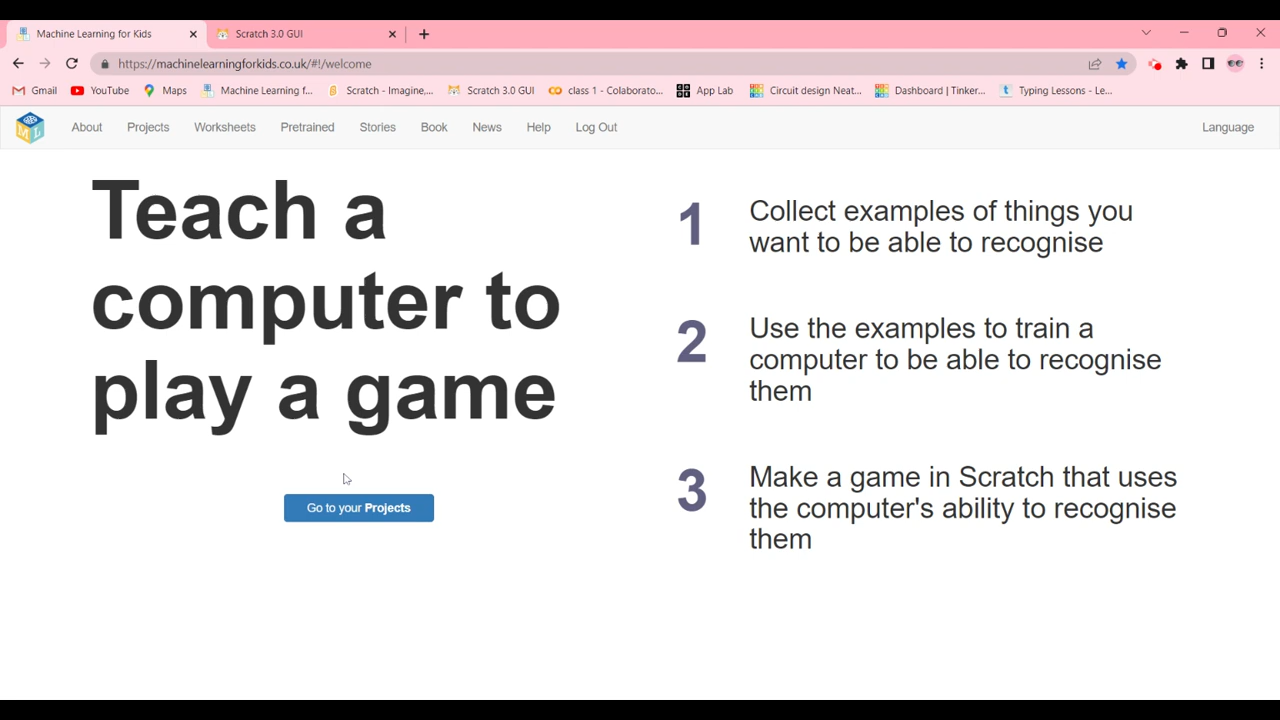 Machine Learning for Kids
Scratch 3.0 GUI
https://machinelearningforkids.co.uk/#!/welcome
Gmail YouTube Maps Machine Learning f... Scratch - Imagine,... Scratch 3.0 GUI class 1 - Colaborato... App Lab Circuit design Neat... Dashboard | Tinker... Typing Lessons - Le...
About Projects Worksheets Pretrained Stories Book News Help Log Out Language
Teach a
computer to
play a game
Go to your Projects
1 Collect examples of things you
want to be able to recognise
2 Use the examples to train a
computer to be able to recognise
them
3 Make a game in Scratch that uses
the computer's ability to recognise
them